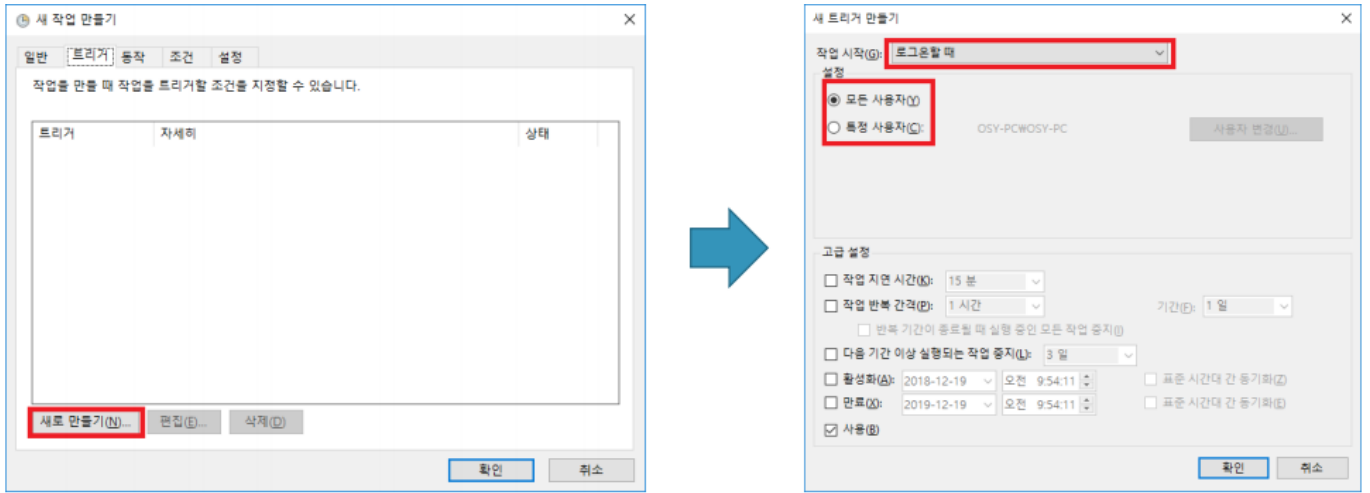 새 작업 만들기
일반 트리거 동작 조건 설정
작업을 만들 때 작업을 트리거할 조건을 지정할 수 있습니다.
트리거 자세히 상태
새로 만들기(N)... 편집(E)... 삭제(D)
확인 취소
새 트리거 만들기
작업 시작(G): 로그온할 때
설정
모든 사용자(Y)
특정 사용자(C): OSY-PC₩OSY-PC 사용자 변경(U)...
고급 설정
작업 지연 시간(K): 15 분
작업 반복 간격(P): 1 시간 기간(F): 1 일
반복 기간이 종료될 때 실행 중인 모든 작업 중지(I)
다음 기간 이상 실행되는 작업 중지(L): 3 일
활성화(A): 2018-12-19 오전 9:54:11 표준 시간대 간 동기화(Z)
만료(X): 2019-12-19 오전 9:54:11 표준 시간대 간 동기화(E)
사용(B)
확인 취소